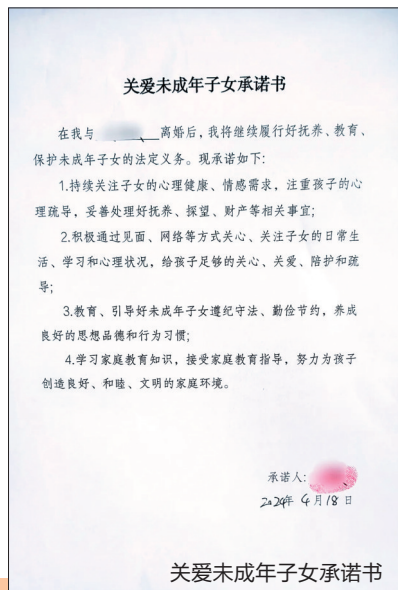 关爱未成年子女承诺书
在我与 离婚后，我将继续履行好抚养、教育、
保护未成年子女的法定义务。现承诺如下：
1.持续关注子女的心理健康、情感需求，注重孩子的心
理疏导，妥善处理好抚养、探望、财产等相关事宜；
2.积极通过见面、网络等方式关心、关注子女的日常生
活、学习和心理状况，给孩子足够的关心、关爱、陪护和疏
导；
3.教育、引导好未成年子女遵纪守法、勤俭节约，养成
良好的思想品德和行为习惯；
4.学习家庭教育知识，接受家庭教育指导，努力为孩子
创造良好、和睦、文明的家庭环境。
承诺人：
2024年 4月18日
关爱未成年子女承诺书